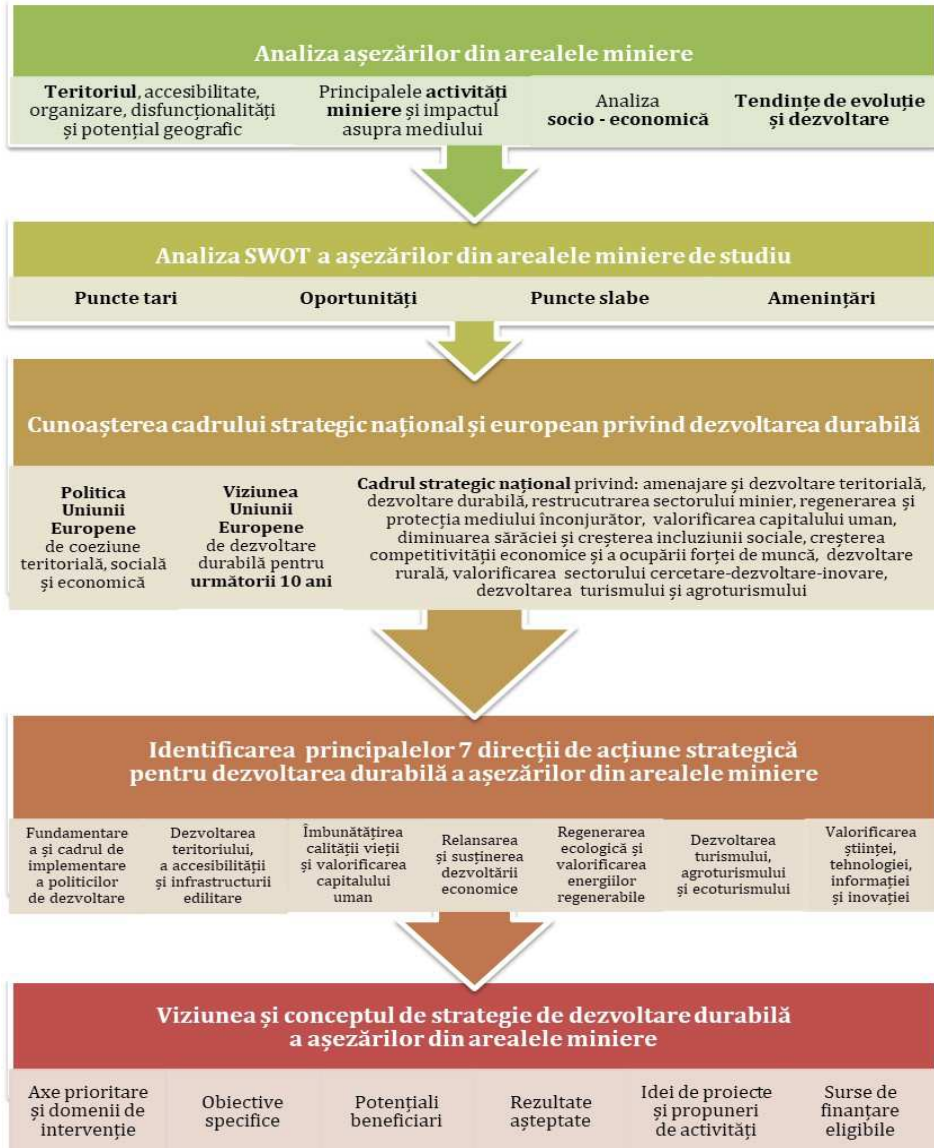 Analiza așezărilor din arealele miniere
Teritoriul, accesibilitate,
organizare, disfuncționalități
și potențial geografic
Principalele activități
miniere și impactul
asupra mediului
Analiza
socio - economică
Tendințe de evoluție
și dezvoltare
Analiza SWOT a așezărilor din arealele miniere de studiu
Puncte tari
Oportunități
Puncte slabe
Amenințări
Cunoașterea cadrului strategic național și european privind dezvoltarea durabilă
Politica
Uniunii
Europene
de coeziune
teritorială, socială
și economică
Viziunea
Uniunii
Europene
de dezvoltare
durabilă pentru
următorii 10 ani
Cadrul strategic național privind: amenajare și dezvoltare teritorială,
dezvoltare durabilă, restrucutrarea sectorului minier, regenerarea și
protecția mediului înconjurător, valorificarea capitalului uman,
diminuarea sărăciei și creșterea incluziunii sociale, creșterea
competitivității economice și a ocupării forței de muncă, dezvoltare
rurală, valorificarea sectorului cercetare-dezvoltare-inovare,
dezvoltarea turismului și agroturismului
Identificarea principalelor 7 direcții de acțiune strategică
pentru dezvoltarea durabilă a așezărilor din arealele miniere
Fundamentare
a și cadrul de
implementare
a politicilor
de dezvoltare
Dezvoltarea
teritoriului,
a accesibilității
și infrastructurii
edilitare
Îmbunătățirea
calității vieții
și valorificarea
capitalului
uman
Relansarea
și susținerea
dezvoltării
economice
Regenerarea
ecologică și
valorificarea
energiilor
regenerabile
Dezvoltarea
turismului,
agroturismului
și ecoturismului
Valorificarea
științei,
tehnologiei,
informației
și inovației
Viziunea și conceptul de strategie de dezvoltare durabilă
a așezărilor din arealele miniere
Axe prioritare
și domenii de
intervenție
Obiective
specifice
Potențiali
beneficiari
Rezultate
așteptate
Idei de proiecte
și propuneri
de activități
Surse de
finanțare
eligibile